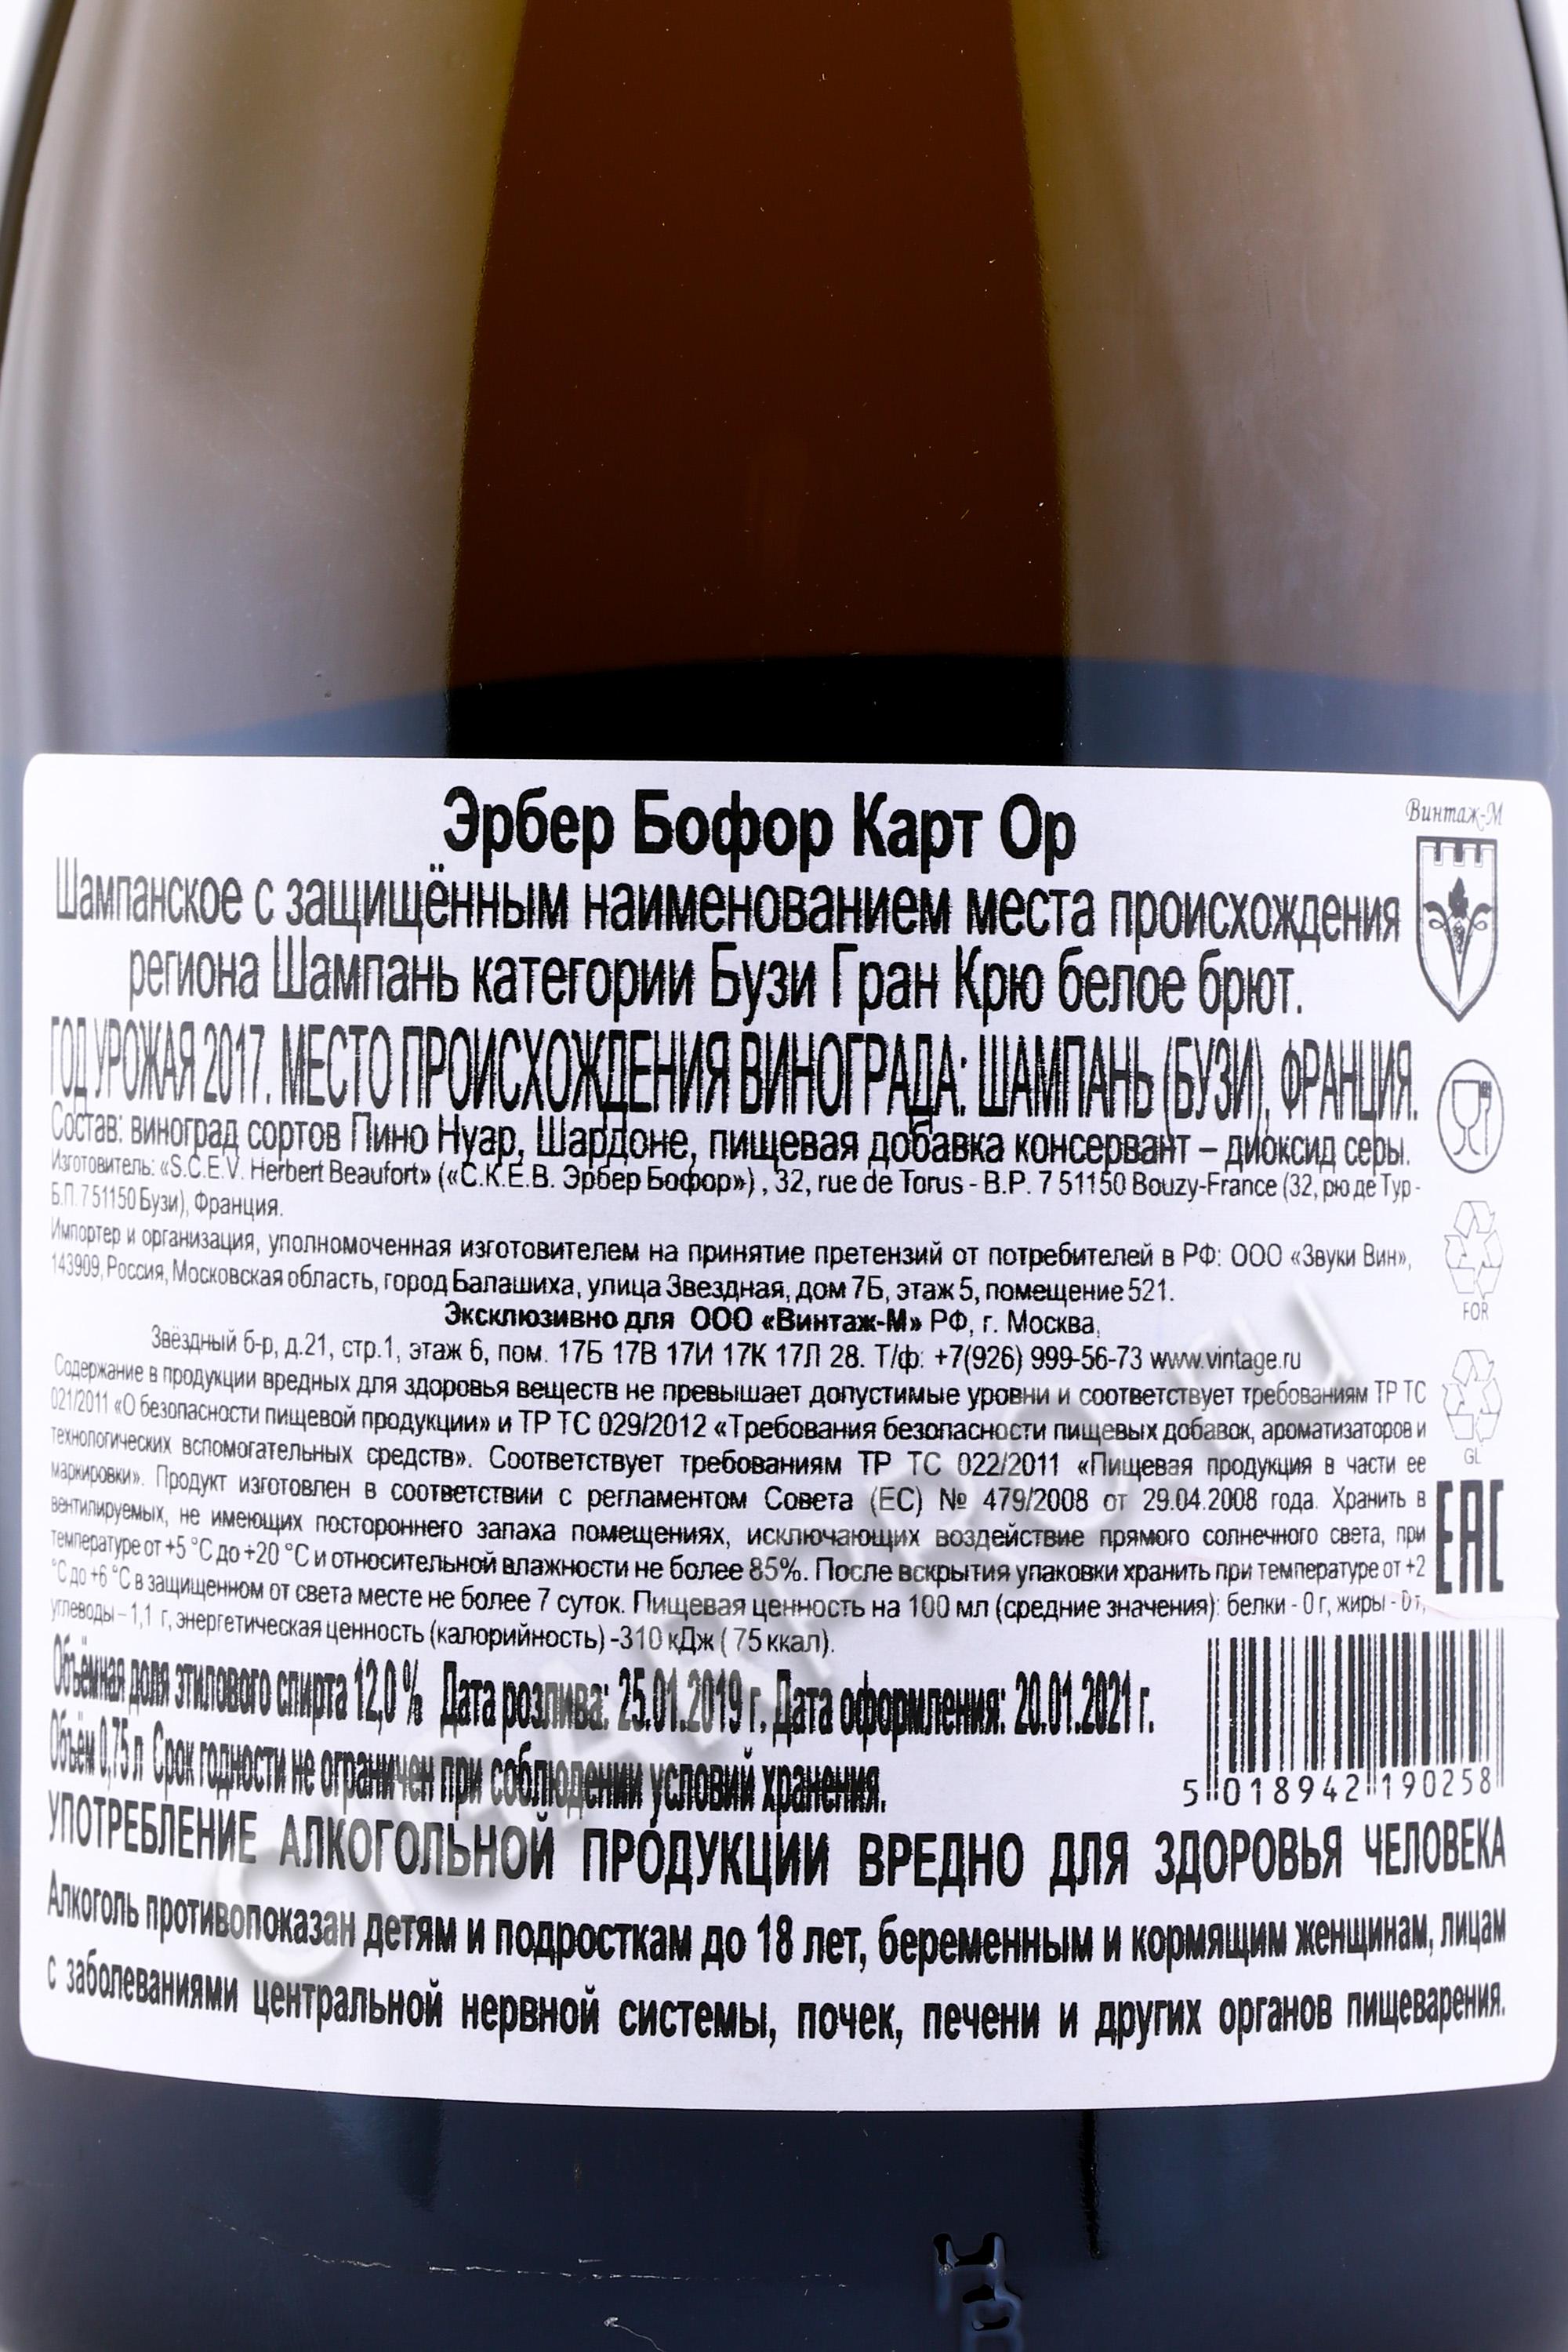 Эрбер Бофор Карт Ор
Винтаж-М
Шампанское с защищённым наименованием места происхождения
региона Шампань категории Бузи Гран Крю белое брют.
ГОД УРОЖАЯ 2017. МЕСТО ПРОИСХОЖДЕНИЯ ВИНОГРАДА: ШАМПАНЬ (БУЗИ), ФРАНЦИЯ.
Состав: виноград сортов Пино Нуар, Шардоне, пищевая добавка консервант – диоксид серы.
Изготовитель: «S.C.E.V. Herbert Beaufort» («С.К.Е.В. Эрбер Бофор») , 32, rue de Torus - B.P. 7 51150 Bouzy-France (32, рю де Тур -
Б.П. 7 51150 Бузи), Франция.
Импортер и организация, уполномоченная изготовителем на принятие претензий от потребителей в РФ: ООО «Звуки Вин»,
143909, Россия, Московская область, город Балашиха, улица Звездная, дом 7Б, этаж 5, помещение 521.
Эксклюзивно для ООО «Винтаж-М» РФ, г. Москва,
Звёздный б-р, д.21, стр.1, этаж 6, пом. 17Б 17В 17И 17К 17Л 28. Т/ф: +7(926) 999-56-73 www.vintage.ru
Содержание в продукции вредных для здоровья веществ не превышает допустимые уровни и соответствует требованиям ТР ТС
021/2011 «О безопасности пищевой продукции» и ТР ТС 029/2012 «Требования безопасности пищевых добавок, ароматизаторов и
технологических вспомогательных средств». Соответствует требованиям ТР ТС 022/2011 «Пищевая продукция в части ее
маркировки». Продукт изготовлен в соответствии с регламентом Совета (ЕС) № 479/2008 от 29.04.2008 года. Хранить в
вентилируемых, не имеющих постороннего запаха помещениях, исключающих воздействие прямого солнечного света, при
температуре от +5 °С до +20 °С и относительной влажности не более 85%. После вскрытия упаковки хранить при температуре от +2
°С до +6 °С в защищенном от света месте не более 7 суток. Пищевая ценность на 100 мл (средние значения): белки - 0 г, жиры - 0 г,
углеводы – 1,1 г, энергетическая ценность (калорийность) -310 кДж ( 75 ккал).
FOR
GL
ЕАС
Объёмная доля этилового спирта 12,0 % Дата розлива: 25.01.2019 г. Дата оформления: 20.01.2021 г.
Объём 0,75 л Срок годности не ограничен при соблюдении условий хранения.
5 018942 190258
УПОТРЕБЛЕНИЕ АЛКОГОЛЬНОЙ ПРОДУКЦИИ ВРЕДНО ДЛЯ ЗДОРОВЬЯ ЧЕЛОВЕКА
Алкоголь противопоказан детям и подросткам до 18 лет, беременным и кормящим женщинам, лицам
с заболеваниями центральной нервной системы, почек, печени и других органов пищеварения.
CIGARPRO.ru